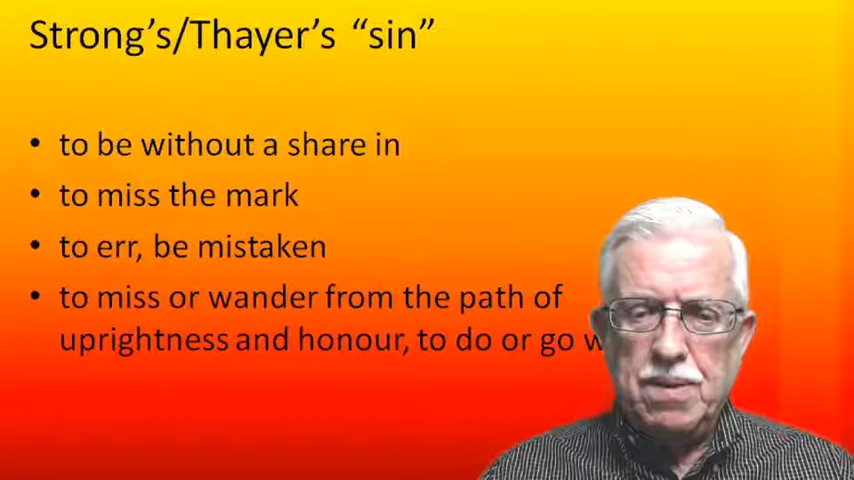 Strong's/Thayer's “sin”
• to be without a share in
• to miss the mark
• to err, be mistaken
• to miss or wander from the path of
uprightness and honour, to do or go